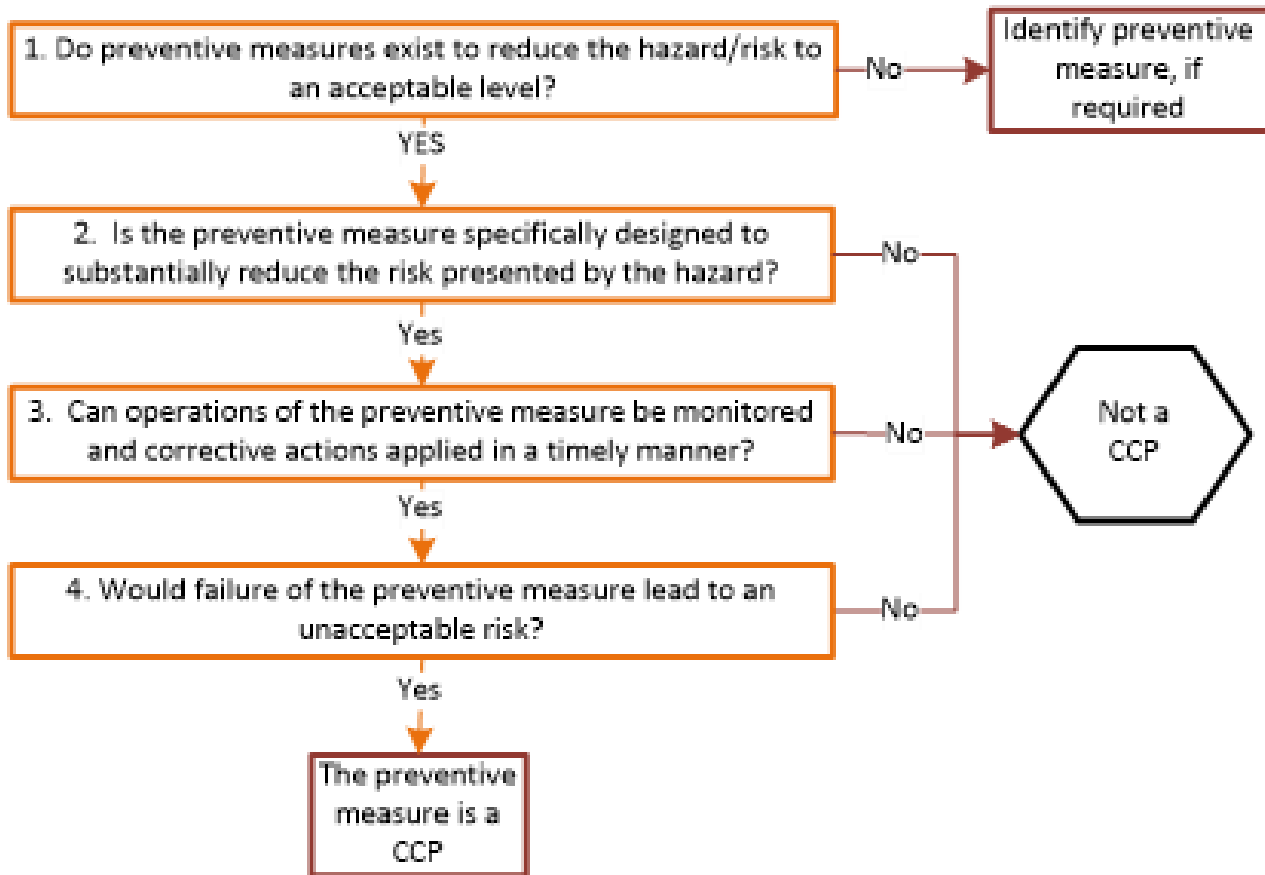 1. Do preventive measures exist to reduce the hazard/risk to
an acceptable level?
No
Identify preventive
measure, if
required
YES
2. Is the preventive measure specifically designed to
substantially reduce the risk presented by the hazard?
No
Yes
3. Can operations of the preventive measure be monitored
and corrective actions applied in a timely manner?
No
Not a
CCP
Yes
4. Would failure of the preventive measure lead to an
unacceptable risk?
No
Yes
The preventive
measure is a
CCP